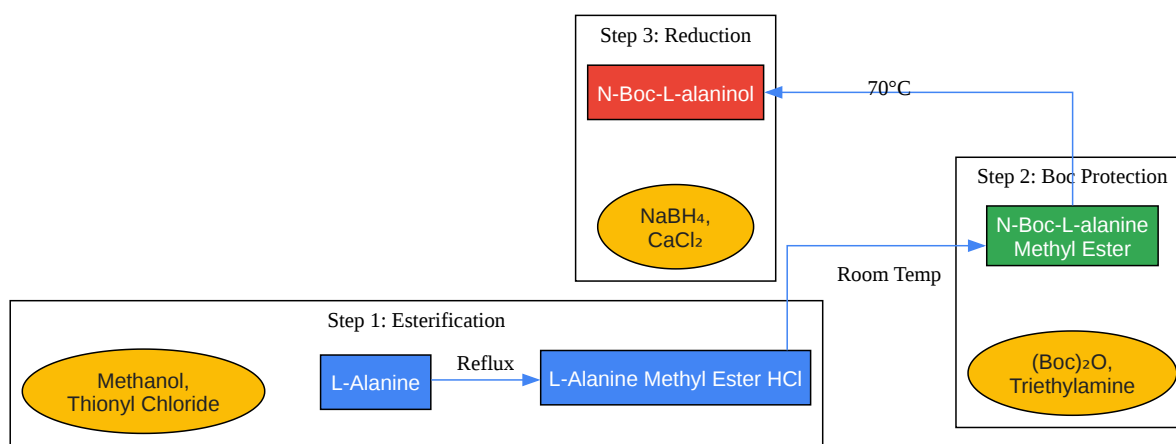 Step 3: Reduction
N-Boc-L-alaninol
70°C
NaBH₄,
CaCl₂
Step 2: Boc Protection
N-Boc-L-alanine
Methyl Ester
Room Temp
(Boc)₂O,
Triethylamine
Step 1: Esterification
Methanol,
Thionyl Chloride
L-Alanine
Reflux
L-Alanine Methyl Ester HCl